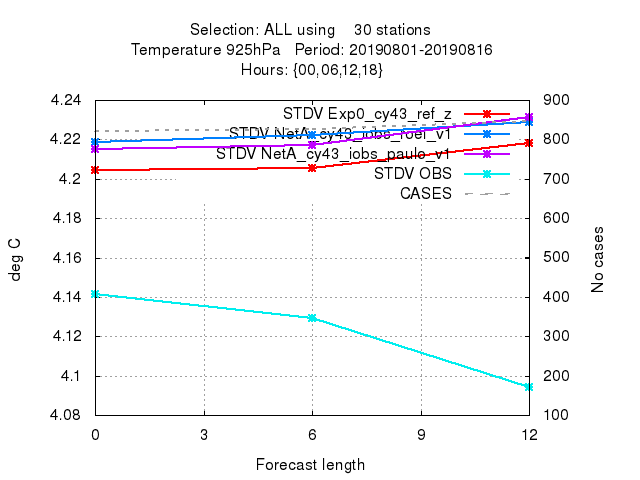 Selection: ALL using 30 stations
Temperature 925hPa Period: 20190801-20190816
Hours: {00,06,12,18}
4.24
4.22
4.2
4.18
4.16
4.14
4.12
4.1
4.08
deg C
STDV Exp0_cy43_ref_z
STDV NetA_cy43_iobs_roel_v1
STDV NetA_cy43_iobs_paulo_v1
STDV OBS
CASES
900
800
700
600
500
400
300
200
100
No cases
0 3 6 9 12
Forecast length